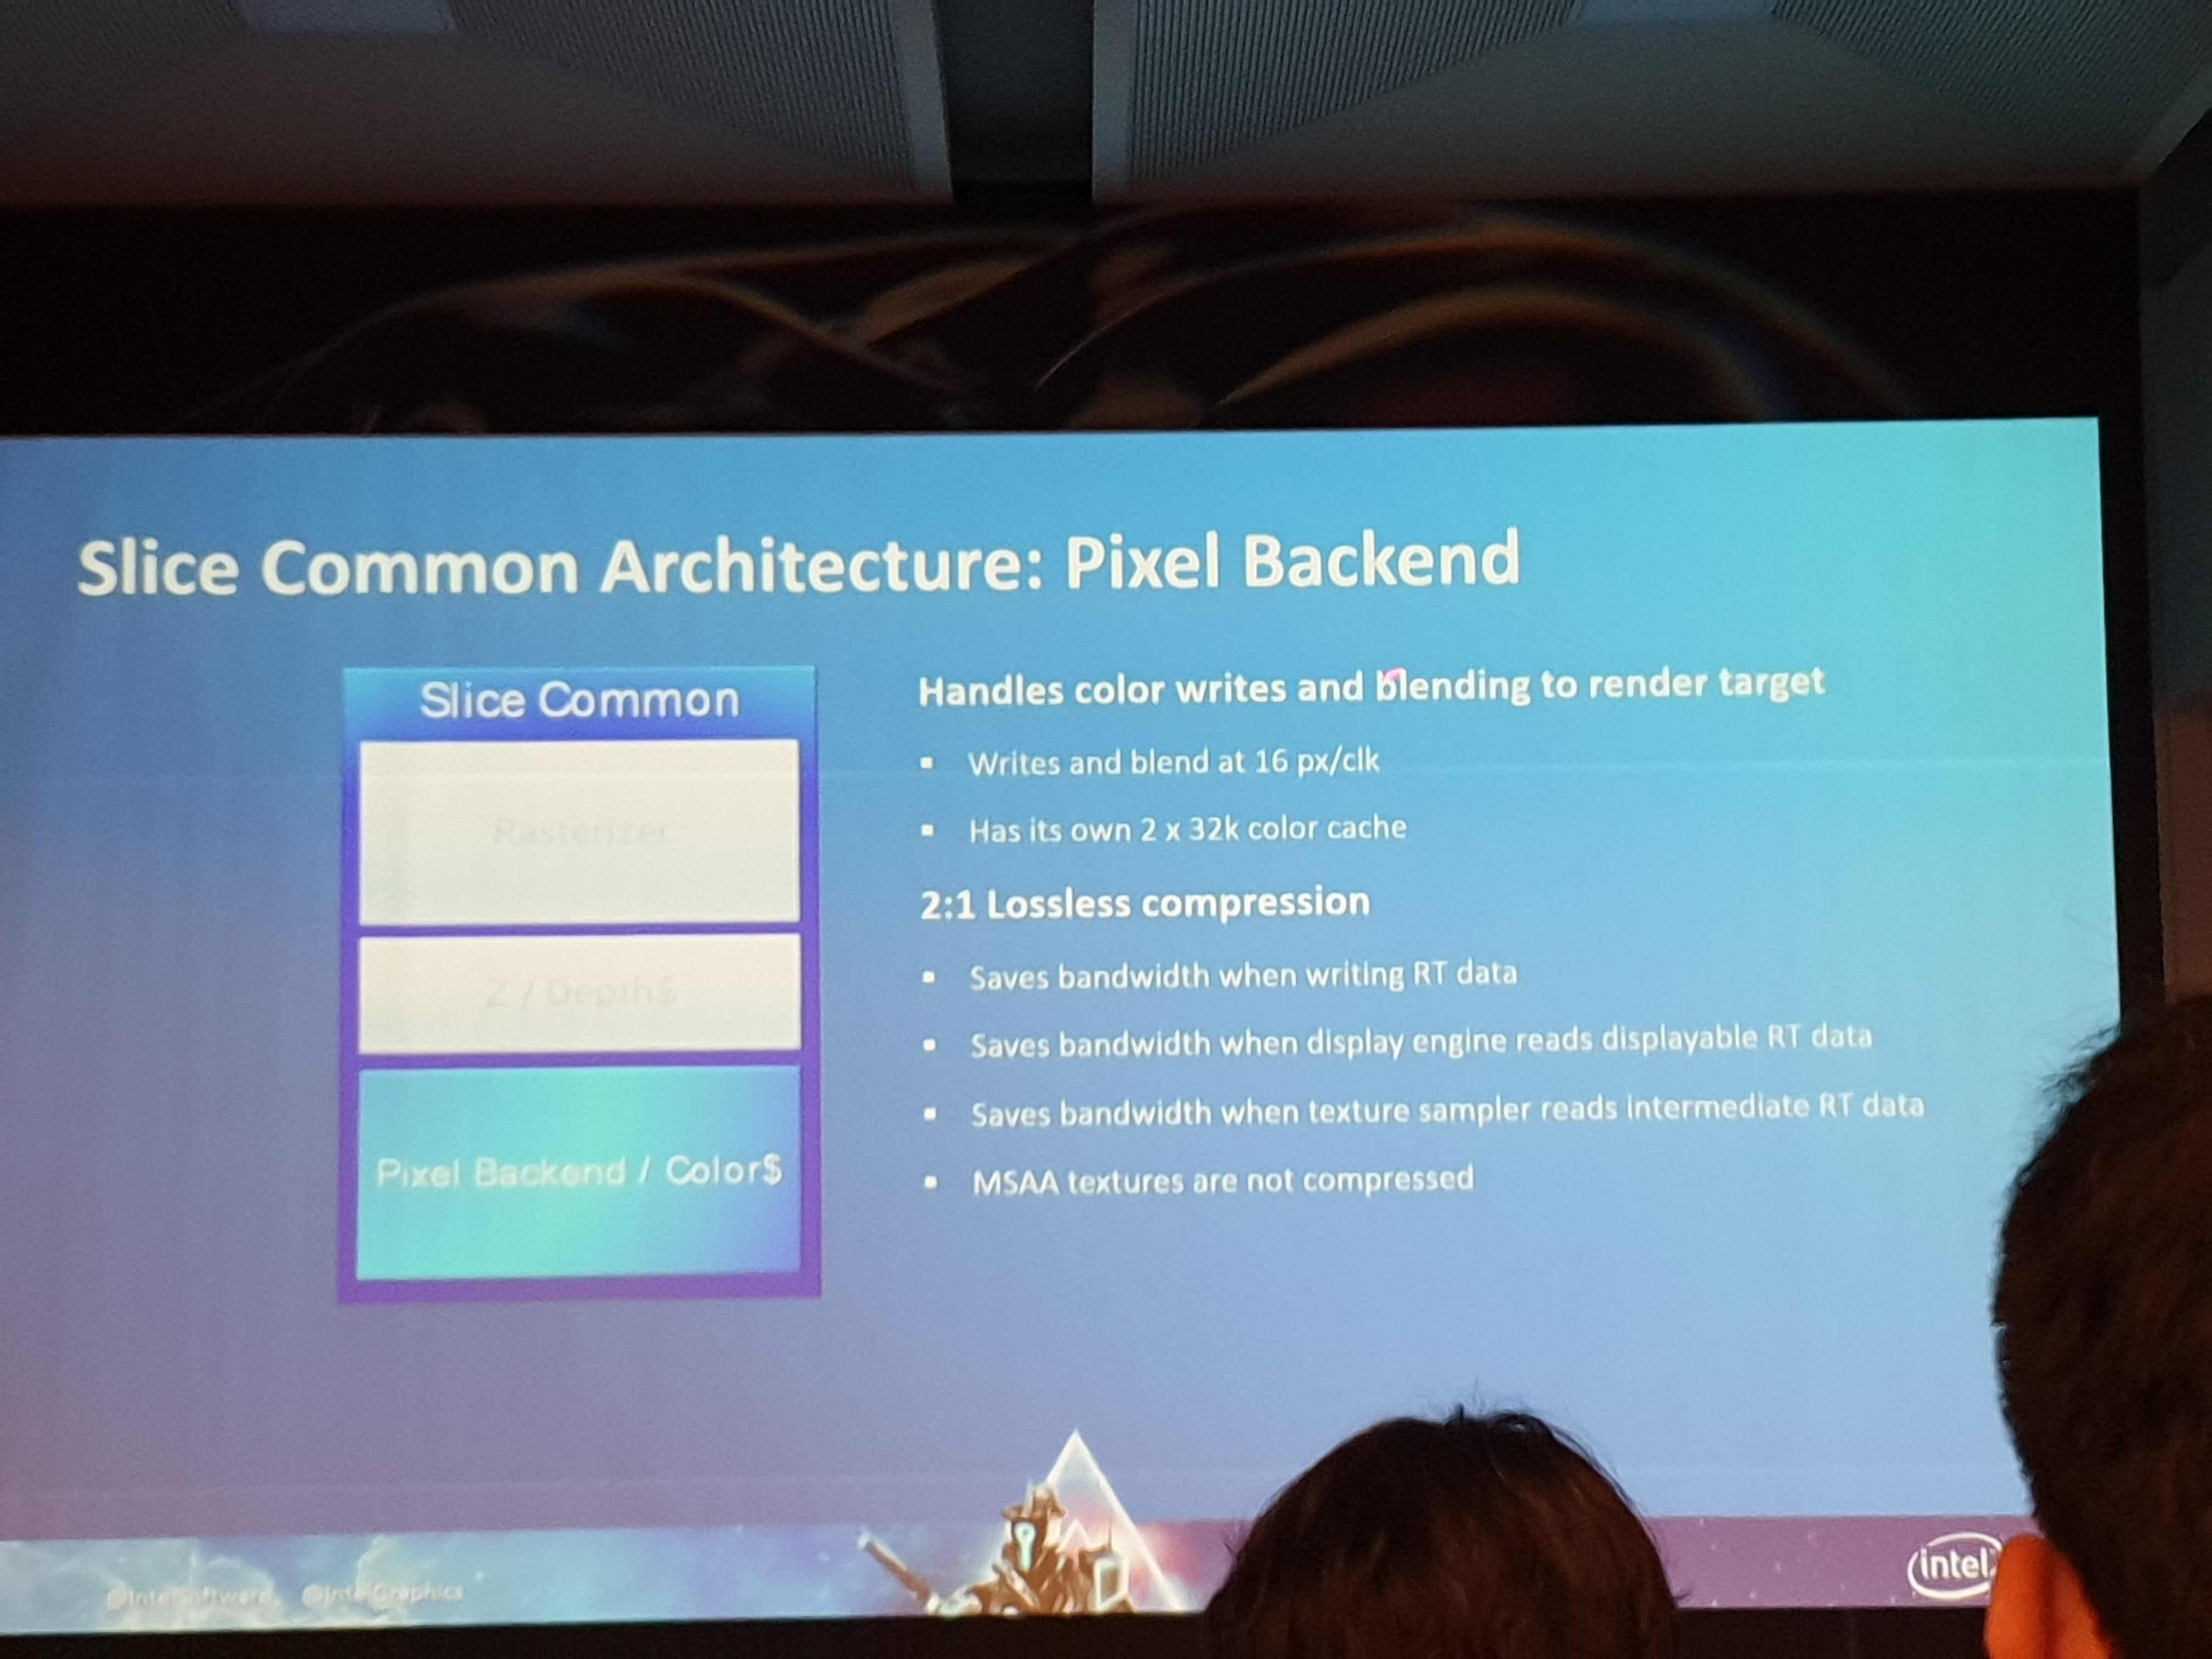 Slice Common Architecture: Pixel Backend
Slice Common
Rasterizer
Z / Depth$
Pixel Backend / Color$
Handles color writes and blending to render target
▪ Writes and blend at 16 px/clk
▪ Has its own 2 x 32k color cache
2:1 Lossless compression
▪ Saves bandwidth when writing RT data
▪ Saves bandwidth when display engine reads displayable RT data
▪ Saves bandwidth when texture sampler reads intermediate RT data
▪ MSAA textures are not compressed
@IntelSoftware @IntelGraphics
intel